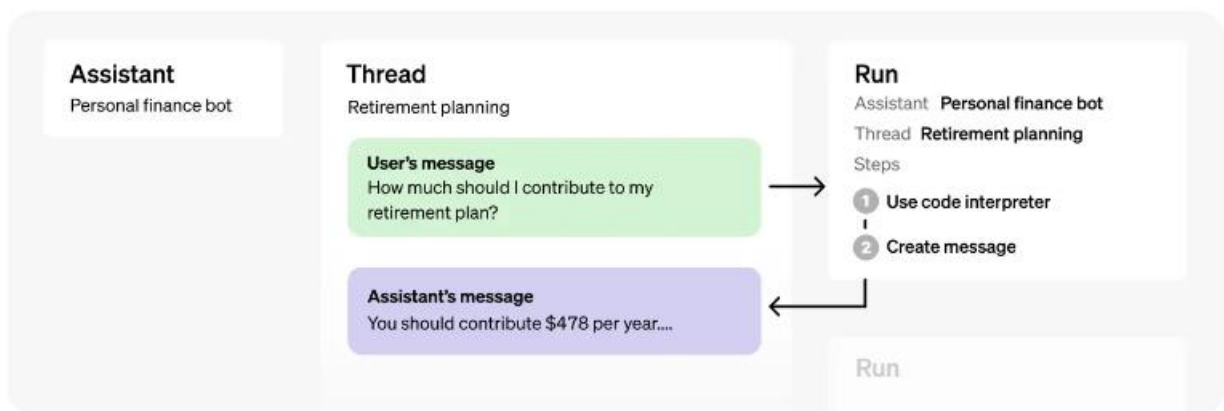 Assistant
Personal finance bot
Thread
Retirement planning
User's message
How much should I contribute to my
retirement plan?
Assistant's message
You should contribute $478 per year....
Run
Assistant Personal finance bot
Thread Retirement planning
Steps
1 Use code interpreter
2 Create message
Run